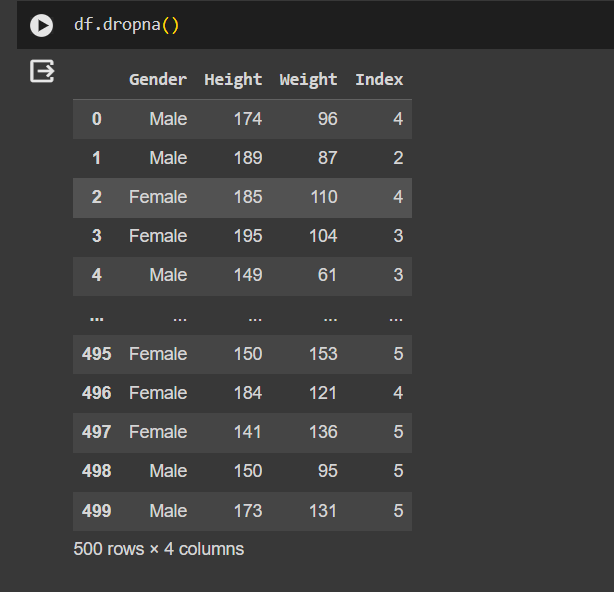 df.dropna()
Gender Height Weight Index
0 Male 174 96 4
1 Male 189 87 2
2 Female 185 110 4
3 Female 195 104 3
4 Male 149 61 3
... ... ... ... ...
495 Female 150 153 5
496 Female 184 121 4
497 Female 141 136 5
498 Male 150 95 5
499 Male 173 131 5
500 rows × 4 columns